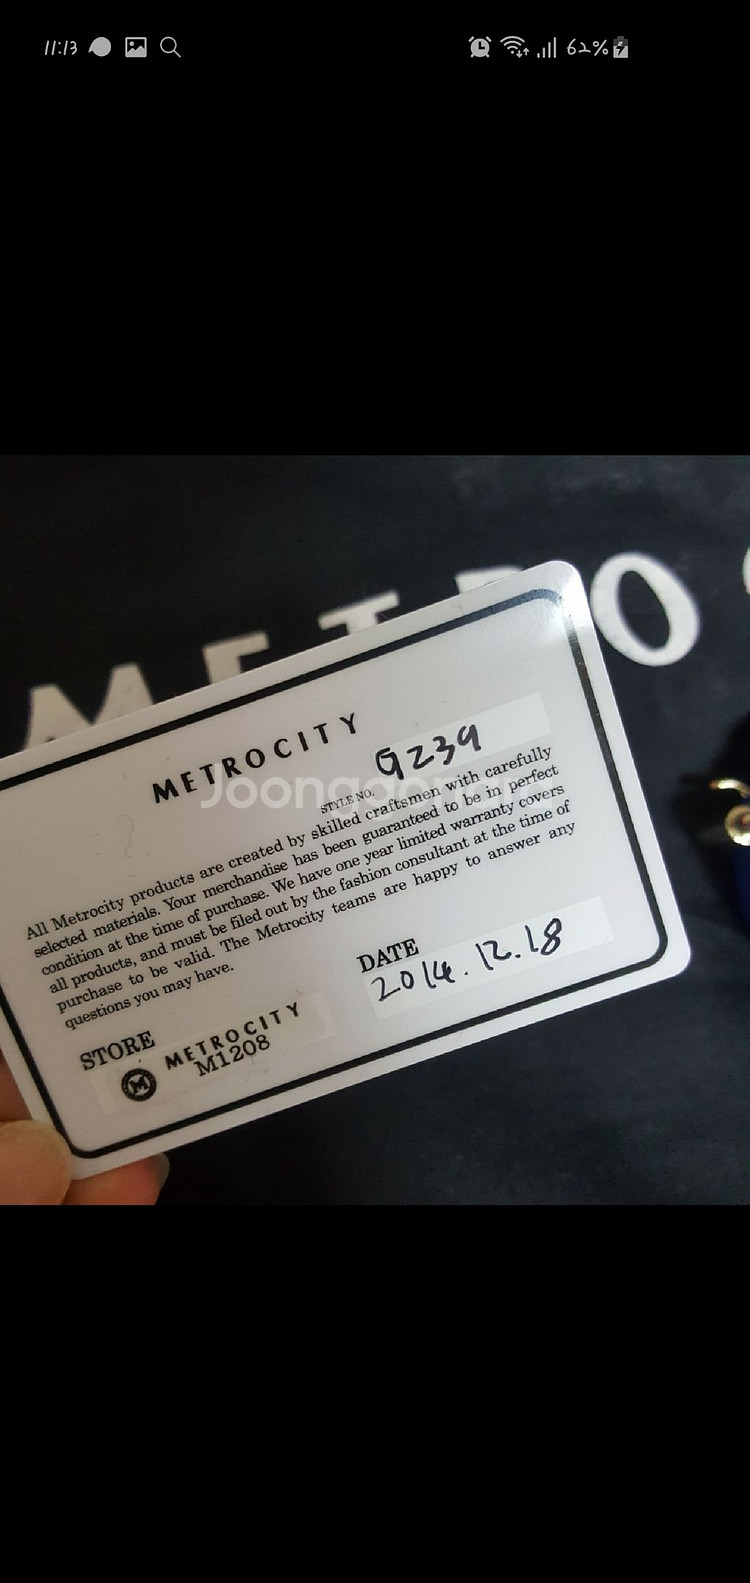 11:13
62%
METRO
METROCITY
STYLE NO. 9239
Joonggonara
All Metrocity products are created by skilled craftsmen with carefully
selected materials. Your merchandise has been guaranteed to be in perfect
condition at the time of purchase. We have one year limited warranty covers
all products, and must be filed out by the fashion consultant at the time of
purchase to be valid. The Metrocity teams are happy to answer any
questions you may have.
DATE
2014.12.18
STORE
M METROCITY
M1208